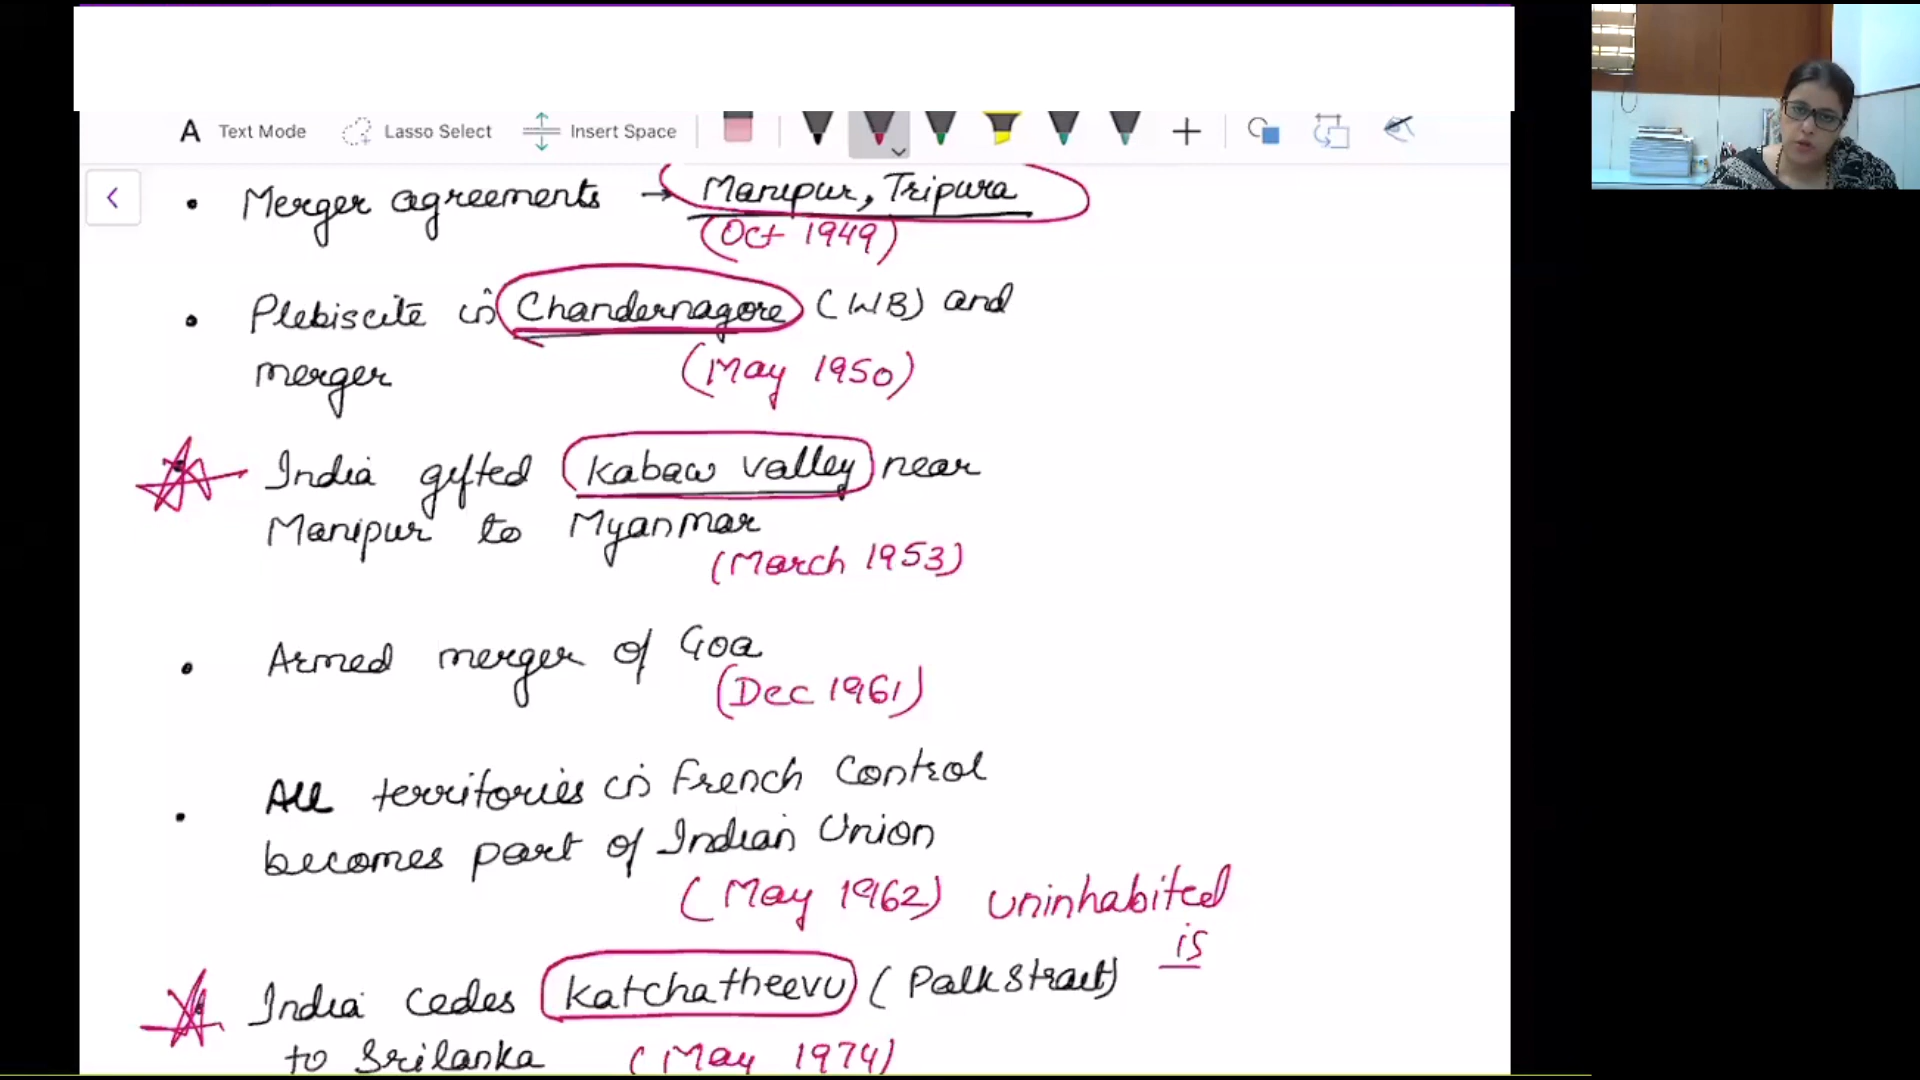 A Text Mode Lasso Select Insert Space
• Merger agreements → Manipur, Tripura
(Oct 1949)
• Plebiscite in Chandernagore (WB) and
merger (May 1950)
India gifted Kabaw valley near
Manipur to Myanmar
(March 1953)
• Armed merger of Goa
(Dec 1961)
• All territories in French Control
becomes part of Indian Union
(May 1962) uninhabited
is
India cedes Katchatheevu (Palk Strait)
to Srilanka (May 1974)